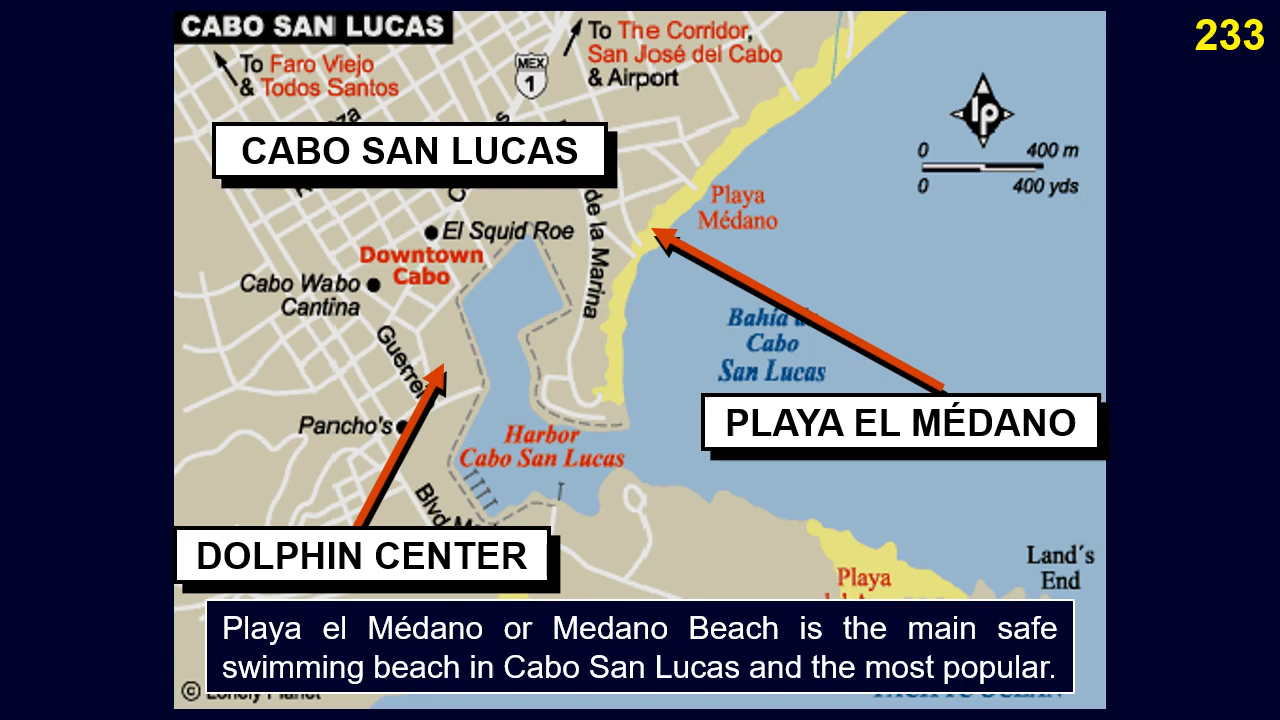 CABO SAN LUCAS
233
To The Corridor,
San José del Cabo
& Airport
MEX
1
To Faro Viejo
& Todos Santos
lp
0 400 m
0 400 yds
CABO SAN LUCAS
Playa
Médano
de la Marina
El Squid Roe
Downtown
Cabo
Cabo Wabo
Cantina
Bahía
Cabo
San Lucas
PLAYA EL MÉDANO
Pancho's
Harbor
Cabo San Lucas
Blvd
DOLPHIN CENTER
Land´s
End
Playa
Playa el Médano or Medano Beach is the main safe
swimming beach in Cabo San Lucas and the most popular.
© Lonely Planet